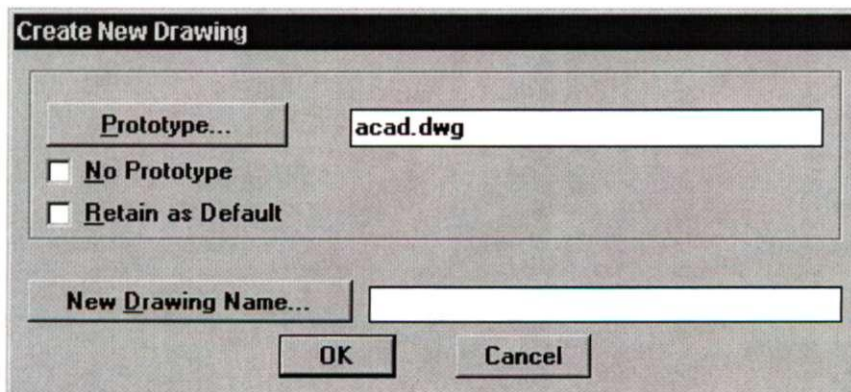 Create New Drawing
Prototype...
acad.dwg
No Prototype
Retain as Default
New Drawing Name...
OK
Cancel